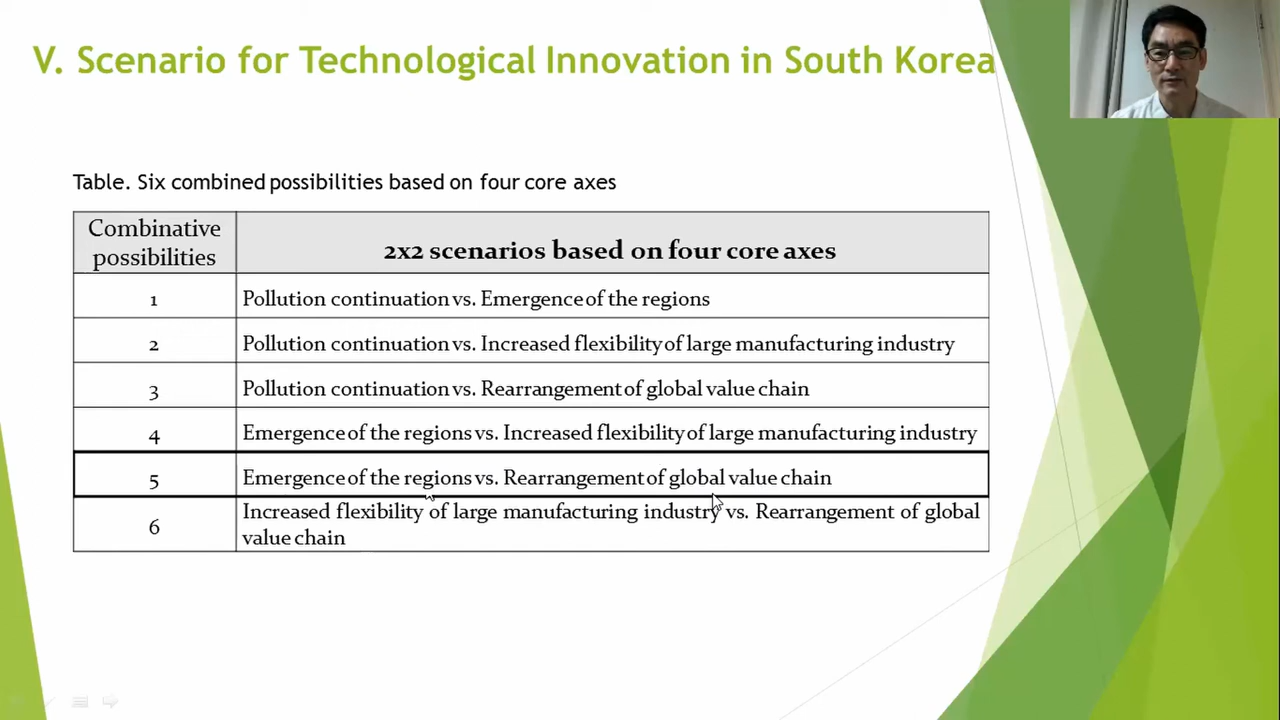 V. Scenario for Technological Innovation in South Korea
Table. Six combined possibilities based on four core axes
Combinative
possibilities
2x2 scenarios based on four core axes
1
Pollution continuation vs. Emergence of the regions
2
Pollution continuation vs. Increased flexibility of large manufacturing industry
3
Pollution continuation vs. Rearrangement of global value chain
4
Emergence of the regions vs. Increased flexibility of large manufacturing industry
5
Emergence of the regions vs. Rearrangement of global value chain
6
Increased flexibility of large manufacturing industry vs. Rearrangement of global
value chain